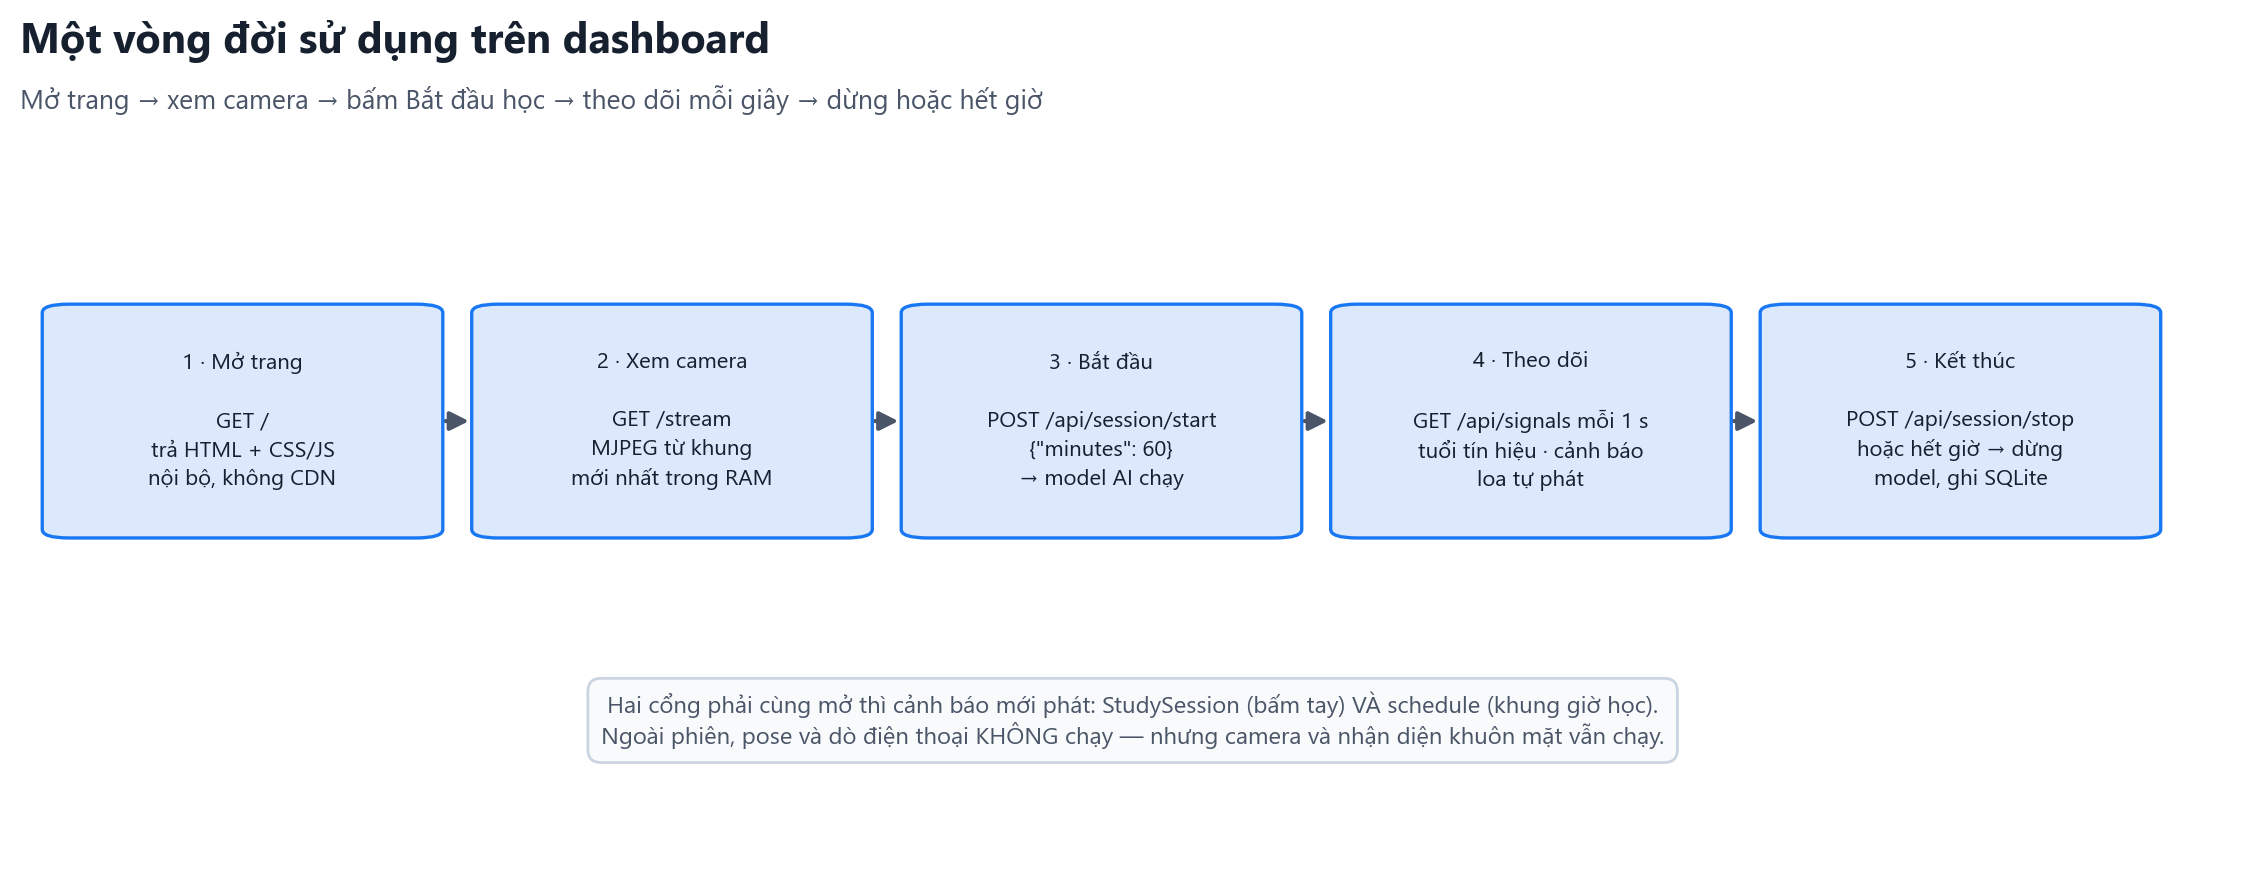 Một vòng đời sử dụng trên dashboard
Mở trang → xem camera → bấm Bắt đầu học → theo dõi mỗi giây → dừng hoặc hết giờ
1 · Mở trang
GET /
trả HTML + CSS/JS
nội bộ, không CDN
2 · Xem camera
GET /stream
MJPEG từ khung
mới nhất trong RAM
3 · Bắt đầu
POST /api/session/start
{"minutes": 60}
→ model AI chạy
4 · Theo dõi
GET /api/signals mỗi 1 s
tuổi tín hiệu · cảnh báo
loa tự phát
5 · Kết thúc
POST /api/session/stop
hoặc hết giờ → dừng
model, ghi SQLite
Hai cổng phải cùng mở thì cảnh báo mới phát: StudySession (bấm tay) VÀ schedule (khung giờ học).
Ngoài phiên, pose và dò điện thoại KHÔNG chạy — nhưng camera và nhận diện khuôn mặt vẫn chạy.